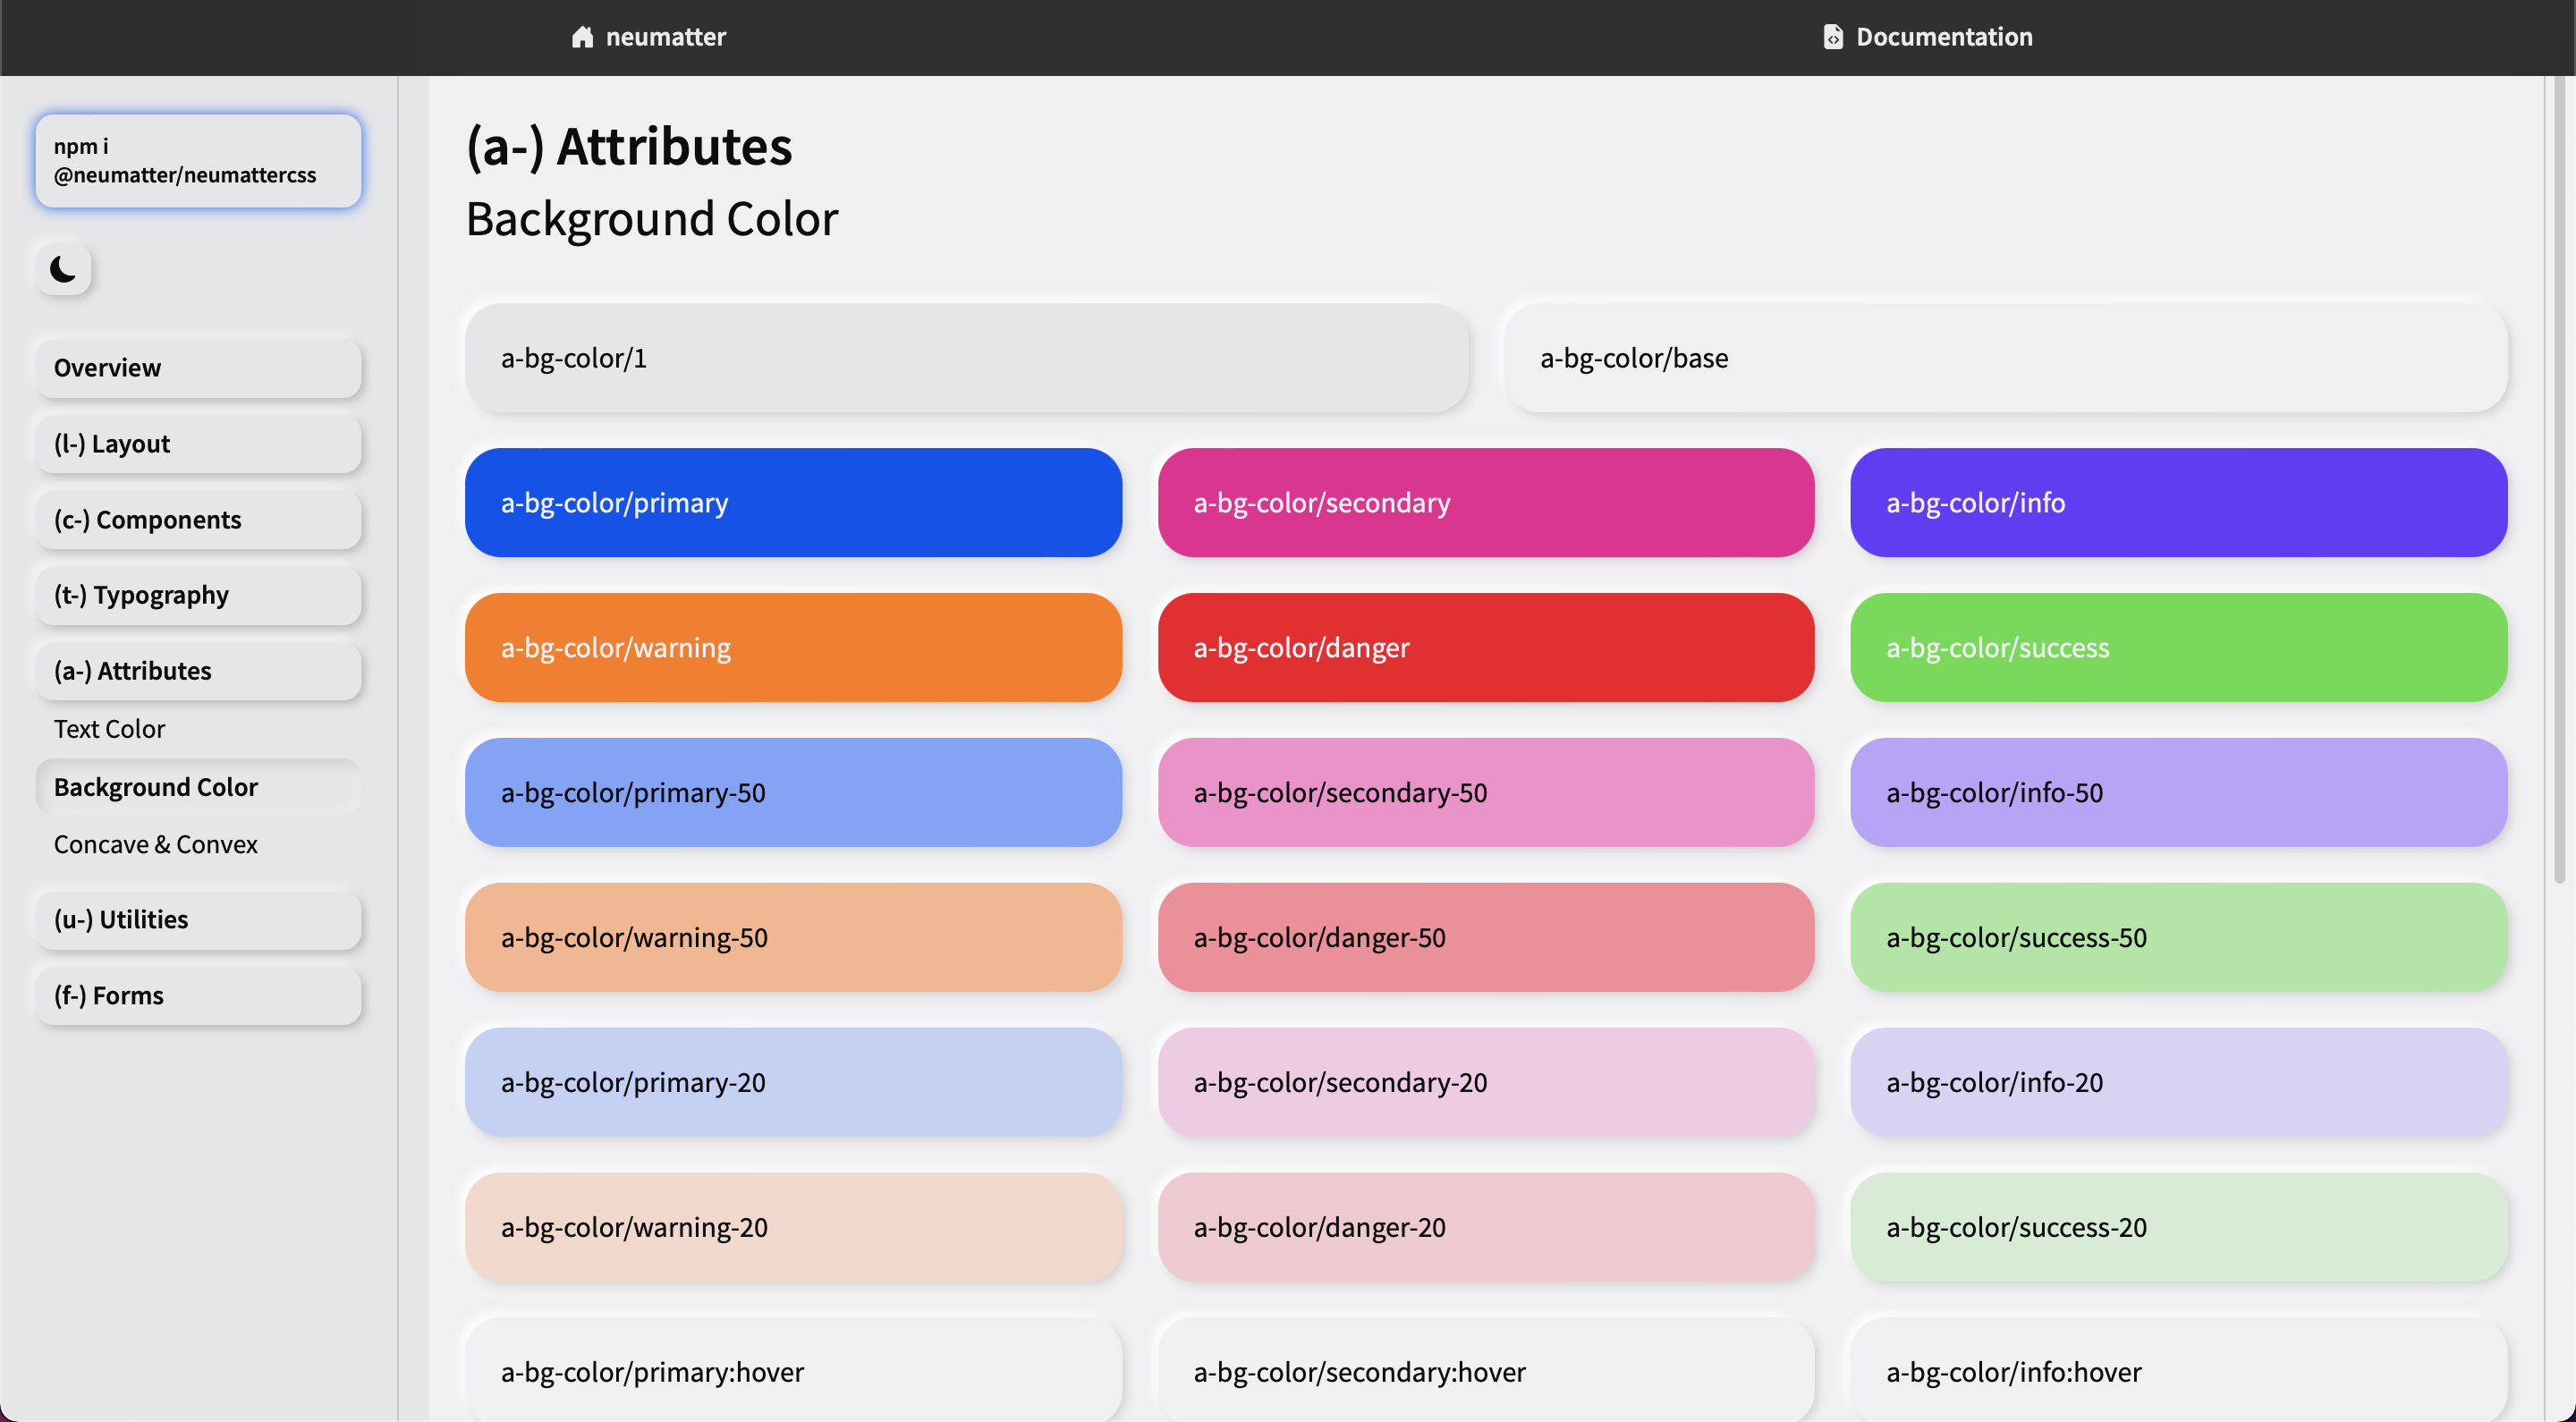 neumatter
Documentation
npm i
@neumatter/neumattercss
Overview
(l-) Layout
(c-) Components
(t-) Typography
(a-) Attributes
Text Color
Background Color
Concave & Convex
(u-) Utilities
(f-) Forms
(a-) Attributes
Background Color
a-bg-color/1
a-bg-color/base
a-bg-color/primary
a-bg-color/secondary
a-bg-color/info
a-bg-color/warning
a-bg-color/danger
a-bg-color/success
a-bg-color/primary-50
a-bg-color/secondary-50
a-bg-color/info-50
a-bg-color/warning-50
a-bg-color/danger-50
a-bg-color/success-50
a-bg-color/primary-20
a-bg-color/secondary-20
a-bg-color/info-20
a-bg-color/warning-20
a-bg-color/danger-20
a-bg-color/success-20
a-bg-color/primary:hover
a-bg-color/secondary:hover
a-bg-color/info:hover